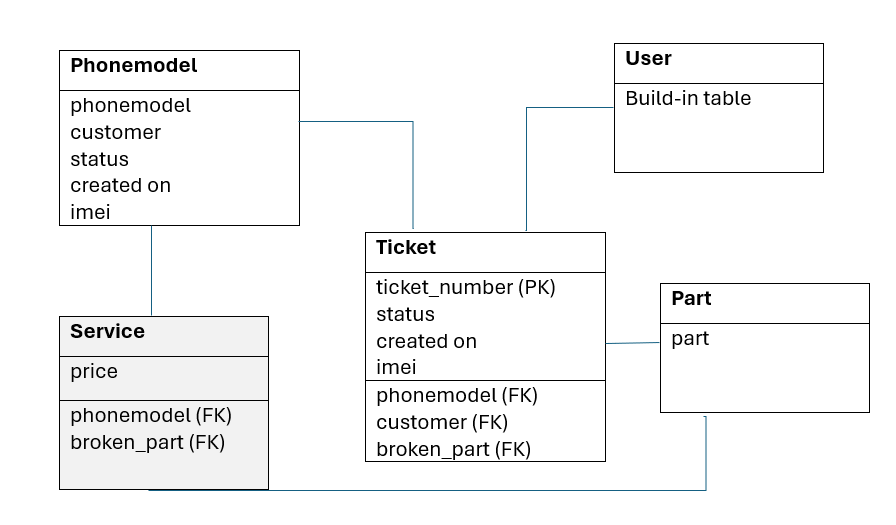 Phonemodel
phonemodel
customer
status
created on
imei
User
Build-in table
Ticket
ticket_number (PK)
status
created on
imei
phonemodel (FK)
customer (FK)
broken_part (FK)
Part
part
Service
price
phonemodel (FK)
broken_part (FK)